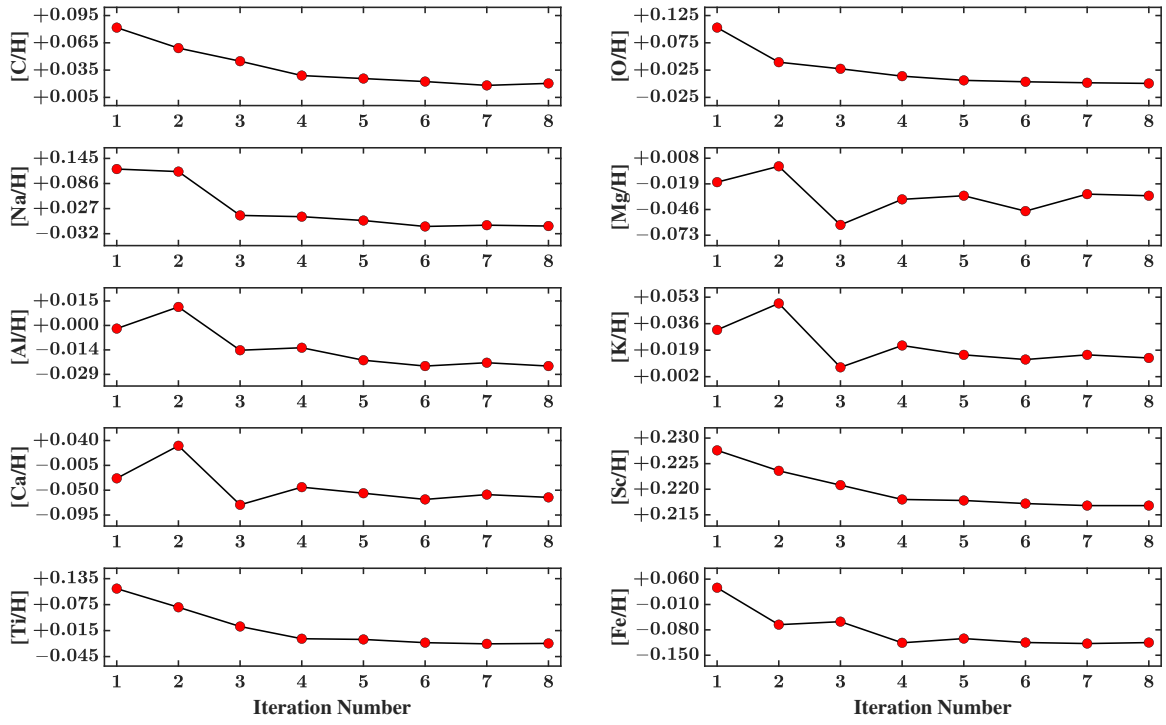 [C/H]
+0.095
+0.065
+0.035
+0.005
1 2 3 4 5 6 7 8
[O/H]
+0.125
+0.075
+0.025
−0.025
1 2 3 4 5 6 7 8
[Na/H]
+0.145
+0.086
+0.027
−0.032
1 2 3 4 5 6 7 8
[Mg/H]
+0.008
−0.019
−0.046
−0.073
1 2 3 4 5 6 7 8
[Al/H]
+0.015
+0.000
−0.014
−0.029
1 2 3 4 5 6 7 8
[K/H]
+0.053
+0.036
+0.019
+0.002
1 2 3 4 5 6 7 8
[Ca/H]
+0.040
−0.005
−0.050
−0.095
1 2 3 4 5 6 7 8
[Sc/H]
+0.230
+0.225
+0.220
+0.215
1 2 3 4 5 6 7 8
[Ti/H]
+0.135
+0.075
+0.015
−0.045
1 2 3 4 5 6 7 8
Iteration Number
[Fe/H]
+0.060
−0.010
−0.080
−0.150
1 2 3 4 5 6 7 8
Iteration Number